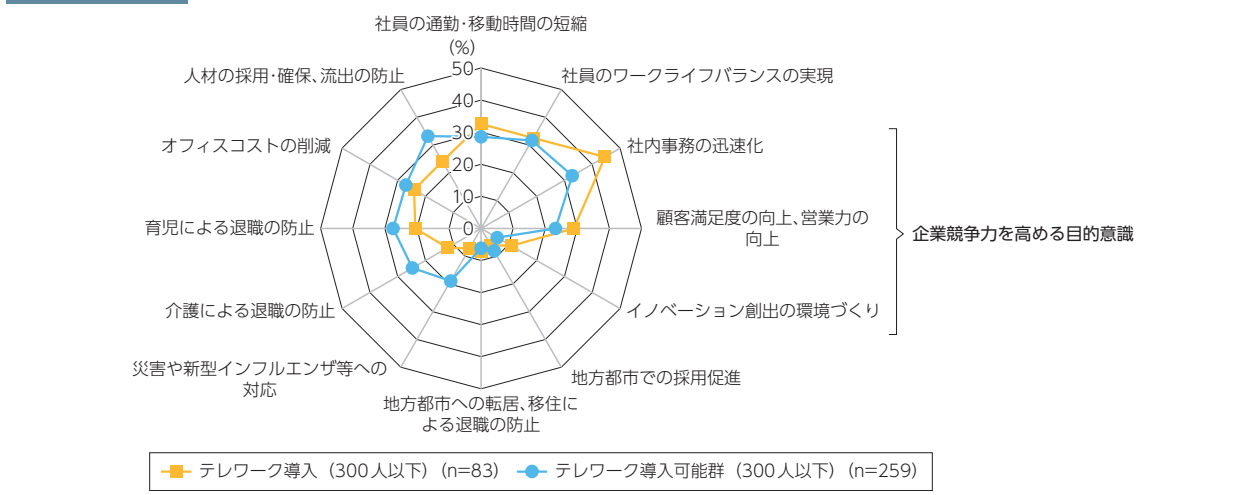 社員の通勤・移動時間の短縮
(%)
50
40
30
20
10
0
社員のワークライフバランスの実現
社内事務の迅速化
顧客満足度の向上、営業力の
向上
イノベーション創出の環境づくり
企業競争力を高める目的意識
地方都市での採用促進
地方都市への転居、移住に
よる退職の防止
災害や新型インフルエンザ等への
対応
介護による退職の防止
育児による退職の防止
オフィスコストの削減
人材の採用・確保、流出の防止
テレワーク導入（300人以下）（n=83） テレワーク導入可能群（300人以下）（n=259）